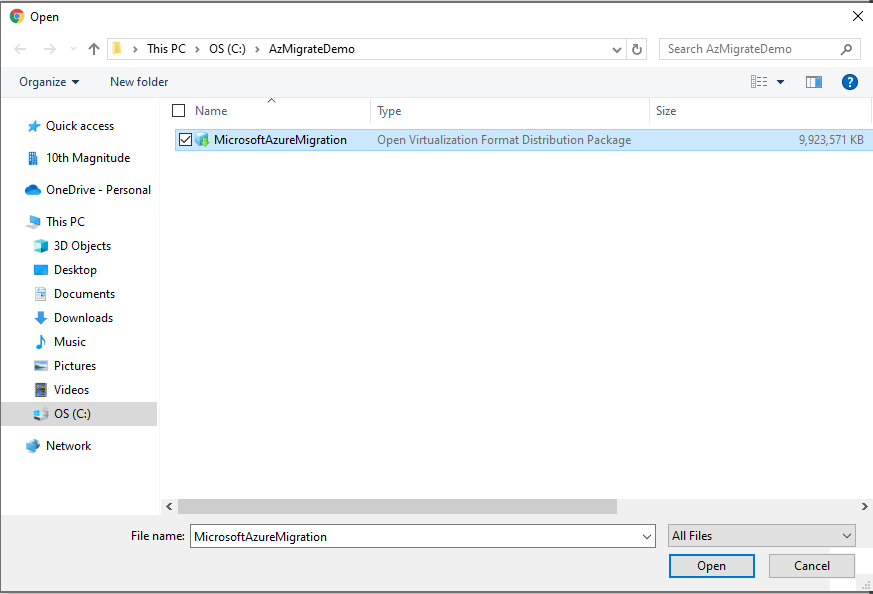 Open
This PC > OS (C:) > AzMigrateDemo
Search AzMigrateDemo
Organize
New folder
?
Name
Type
Size
MicrosoftAzureMigration
Open Virtualization Format Distribution Package
9,923,571 KB
Quick access
10th Magnitude
OneDrive - Personal
This PC
3D Objects
Desktop
Documents
Downloads
Music
Pictures
Videos
OS (C:)
Network
File name:
MicrosoftAzureMigration
All Files
Open
Cancel